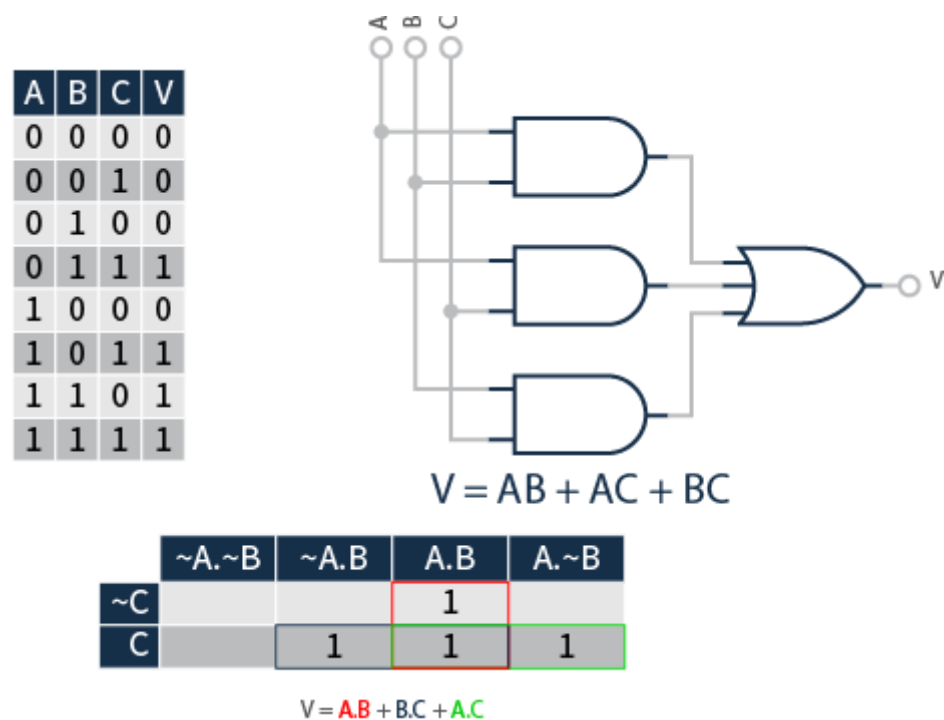 A B C
A B C V
0 0 0 0
0 0 1 0
0 1 0 0
0 1 1 1
1 0 0 0
1 0 1 1
1 1 0 1
1 1 1 1
V
V = AB + AC + BC
~A.~B ~A.B A.B A.~B
~C 1
C 1 1 1
V = A.B + B.C + A.C